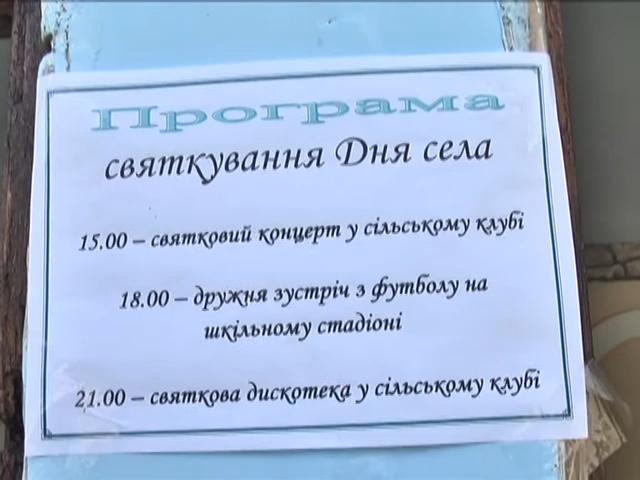 Програма
святкування Дня села
15.00 – святковий концерт у сільському клубі
18.00 – дружня зустріч з футболу на
шкільному стадіоні
21.00 – святкова дискотека у сільському клубі